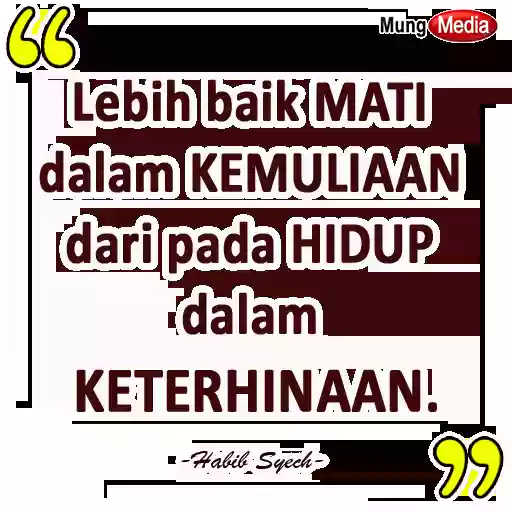 Mung Media
Lebih baik MATI
dalam KEMULIAAN
dari pada HIDUP
dalam
KETERHINAAN!
-Habib Syech-